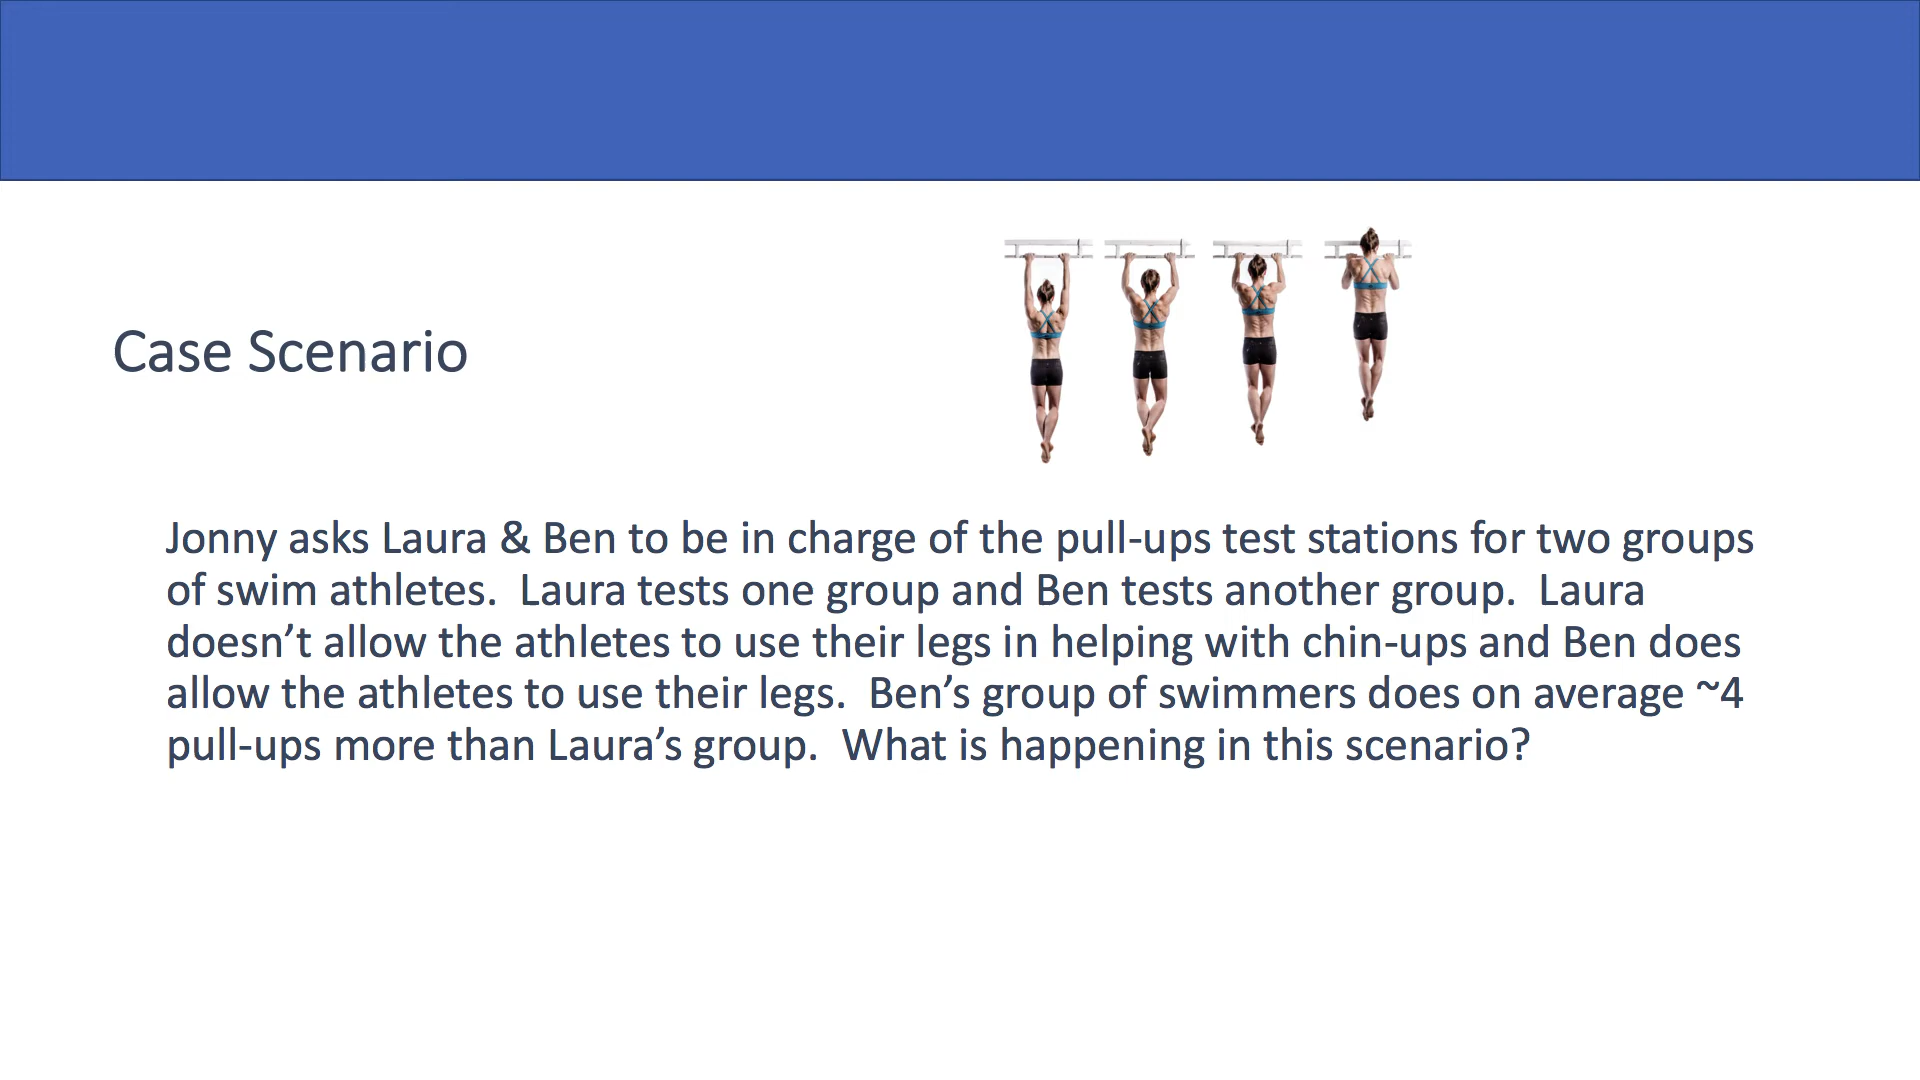 Case Scenario
Jonny asks Laura & Ben to be in charge of the pull-ups test stations for two groups
of swim athletes.  Laura tests one group and Ben tests another group.  Laura
doesn’t allow the athletes to use their legs in helping with chin-ups and Ben does
allow the athletes to use their legs.  Ben’s group of swimmers does on average ~4
pull-ups more than Laura’s group.  What is happening in this scenario?